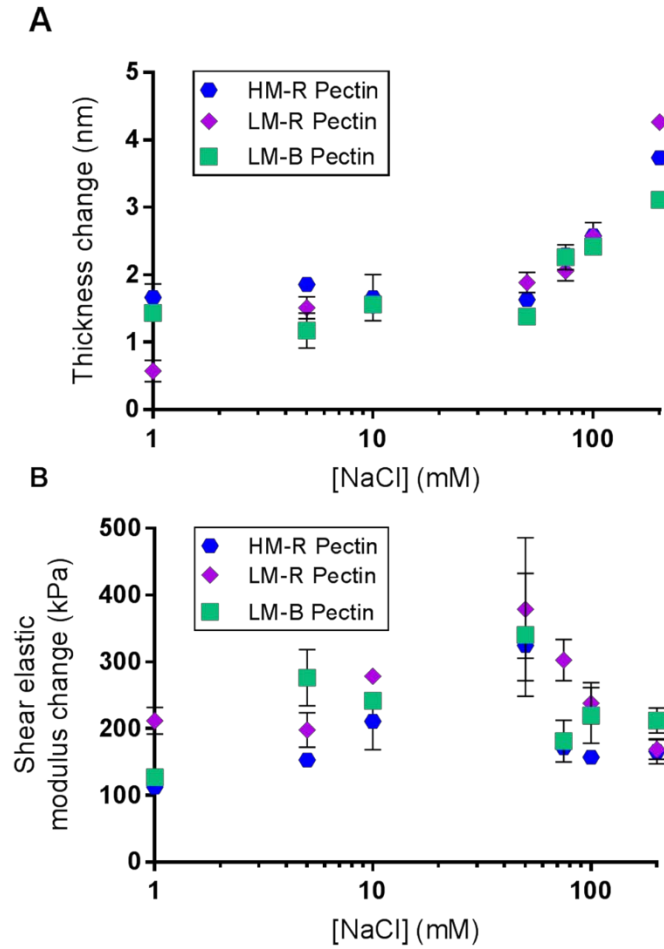 A
Thickness change (nm)
5
4
3
2
1
0
HM-R Pectin
LM-R Pectin
LM-B Pectin
1
10
100
[NaCl] (mM)
B
Shear elastic
modulus change (kPa)
500
400
300
200
100
0
HM-R Pectin
LM-R Pectin
LM-B Pectin
1
10
100
[NaCl] (mM)